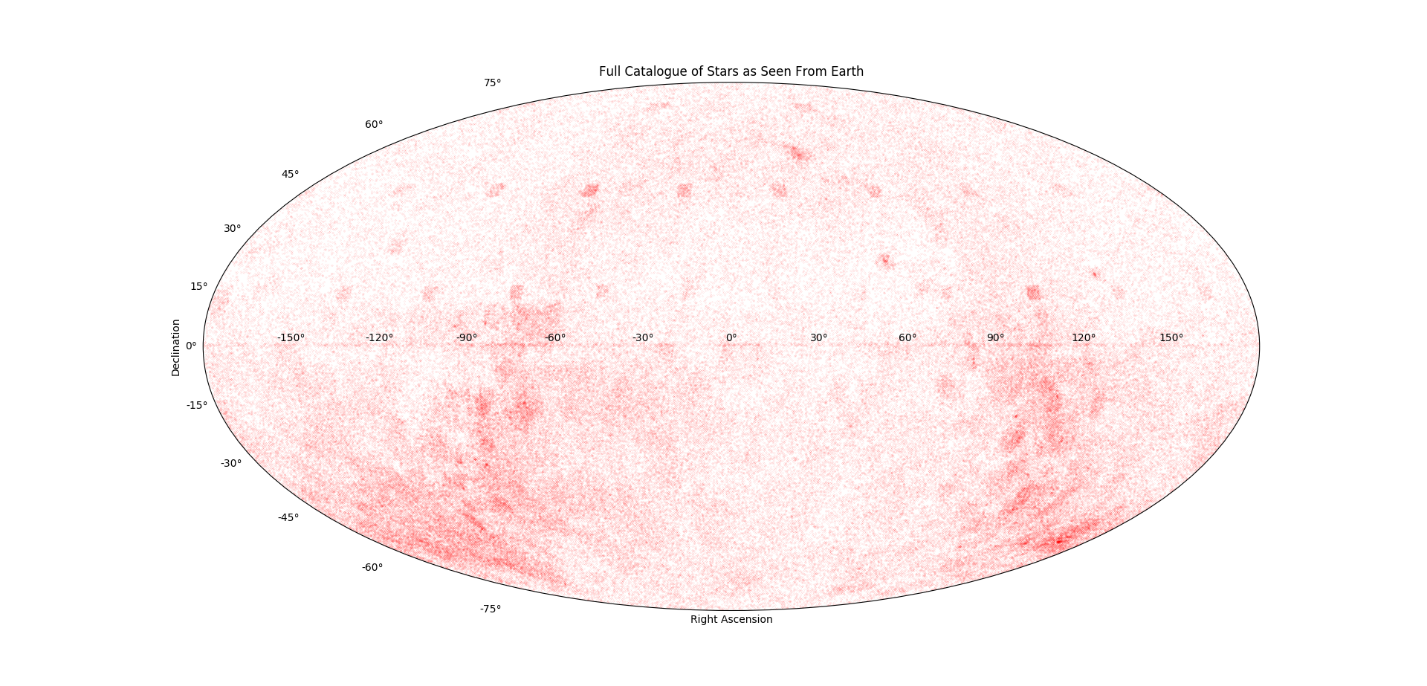 Full Catalogue of Stars as Seen From Earth
75°
60°
45°
30°
15°
0°
-15°
-30°
-45°
-60°
-75°
Declination
-150° -120° -90° -60° -30° 0° 30° 60° 90° 120° 150°
Right Ascension